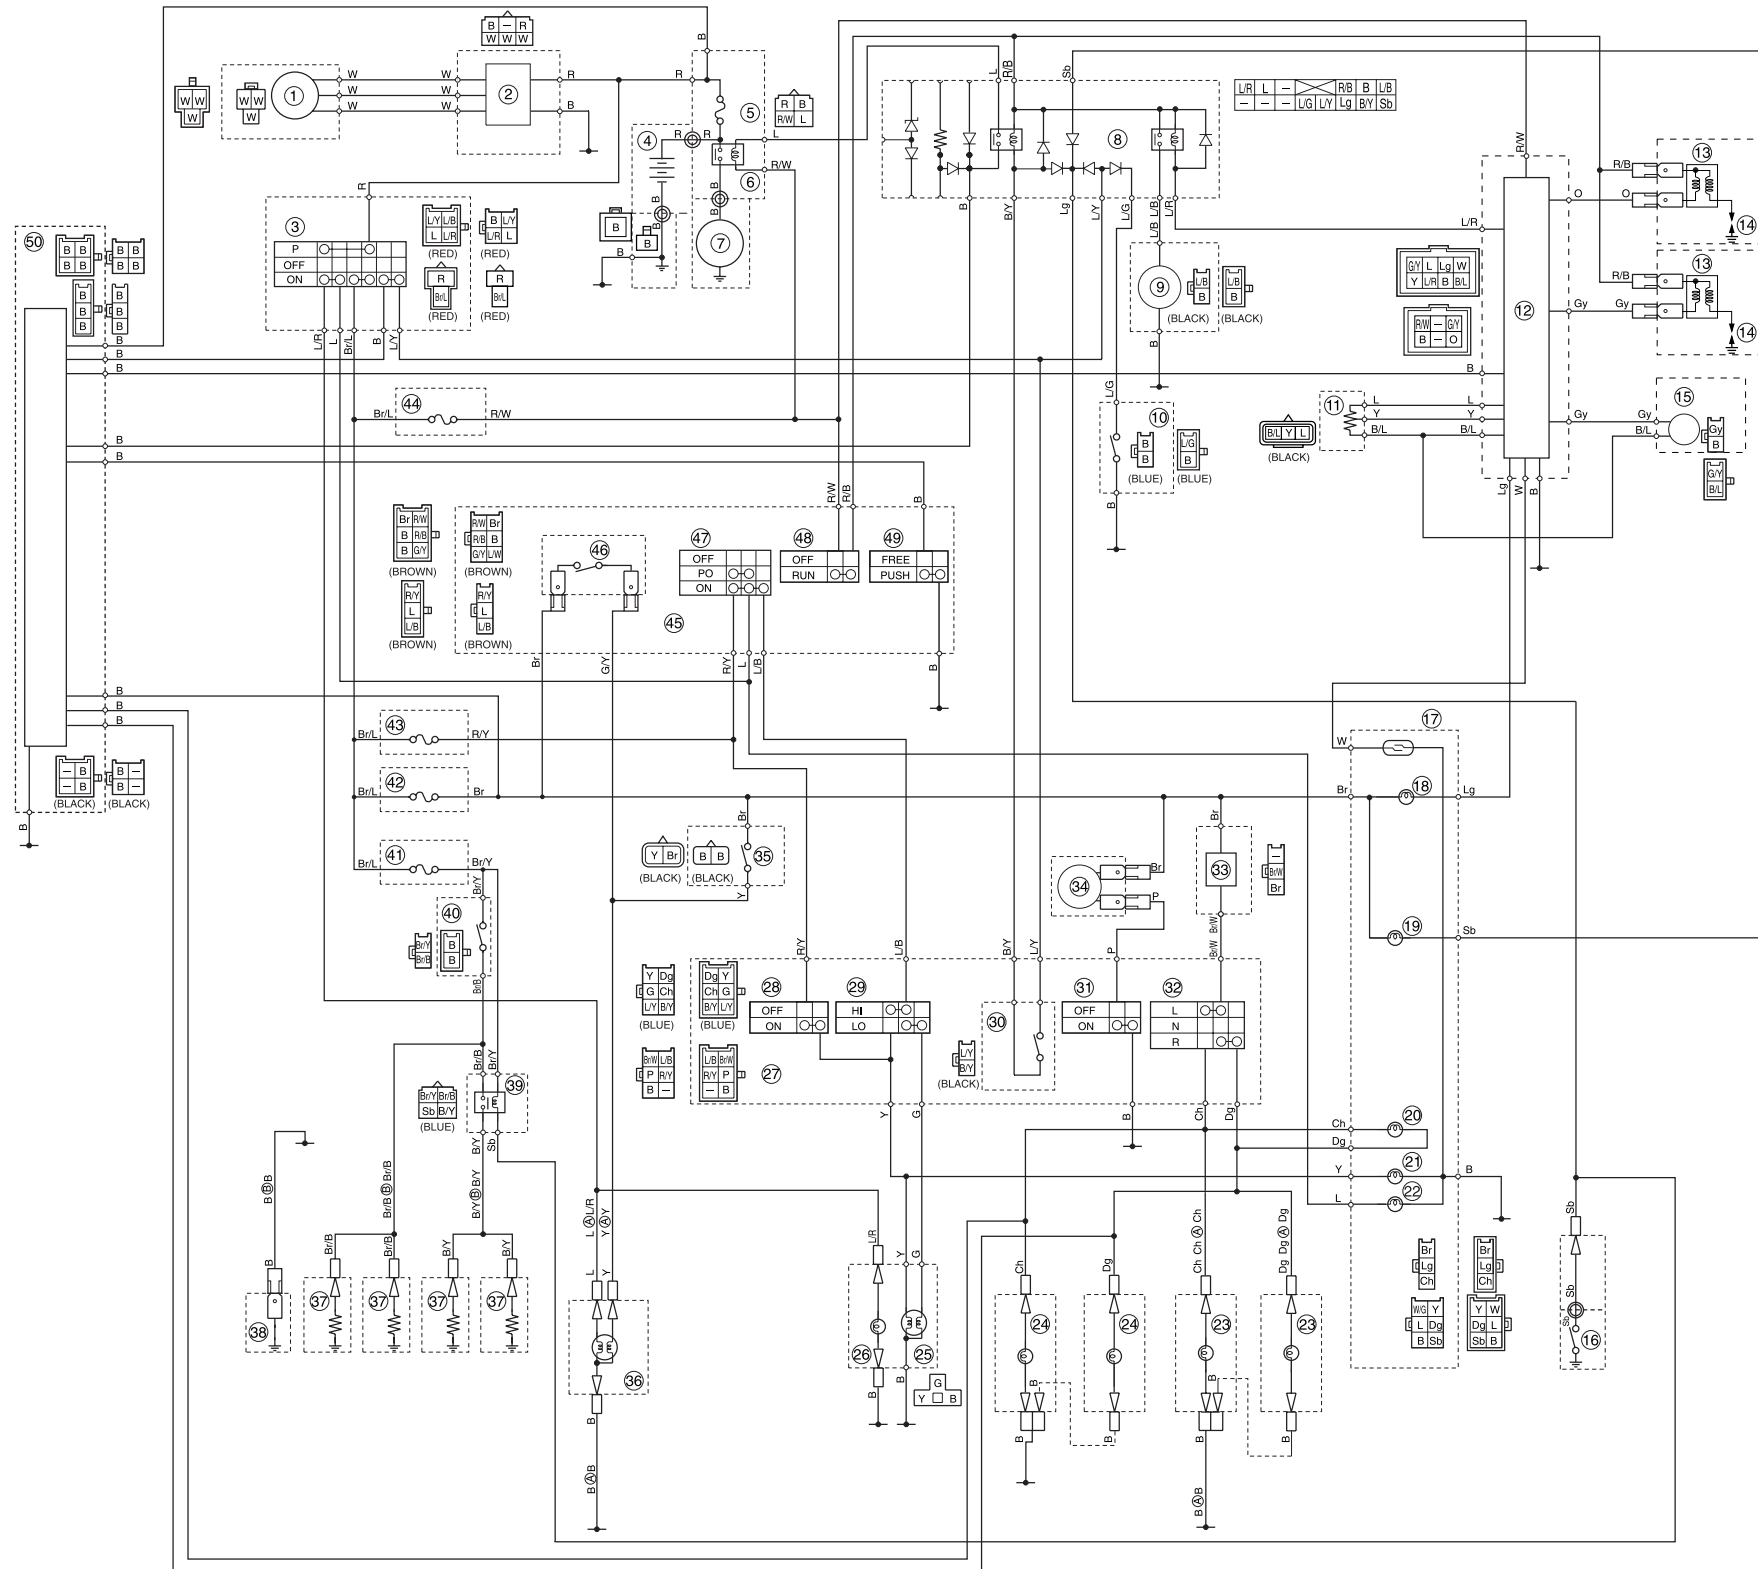 B — R
W W W
W W
W
W W
W
1
W W
W W
W W
2
R
B
R
B
R
5
R B
R/W L
4
R R
L
R/W
6
B
B
B
B
B
B
7
L
R/B
Sb
8
L/R L — R/B B L/B
— — — L/G L/Y Lg B/Y Sb
B
B/Y
Lg
L/Y
L/G
L/B
L/R
R/W
13
R/B
O O
14
13
R/B
Gy Gy
14
L/R
12
G/Y L Lg W
Y L/R B B/L
R/W — G/Y
B — O
R
3
P
OFF
ON
L/Y L/B
L L/R
(RED)
B L/Y
L/R L
(RED)
R
Br/L
(RED)
R
Br/L
(RED)
L/R
L
Br/L
B
L/Y
50
B B
B B
B B
B B
B
B
B
B
B
B
B
B
B
B
B
L/B
9
L/B
B
(BLACK)
L/B
B
(BLACK)
B
L/G
10
B
B
(BLUE)
L/G
B
(BLUE)
B
B
11
L L
Y Y
B/L B/L
B/L Y L
(BLACK)
Gy Gy
B/L
15
Gy
B
G/Y
B/L
Lg
W
B
44
Br/L R/W
B
B
Br R/W
B R/B
B G/Y
(BROWN)
R/W Br
R/B B
G/Y L/W
(BROWN)
R/Y
L
L/B
(BROWN)
R/Y
L
L/B
(BROWN)
46
47
OFF
PO
ON
R/W
R/B
48
OFF
RUN
B
49
FREE
PUSH
45
Br
G/Y
R/Y
L
L/B
B
B
B
B
— B
— B
(BLACK)
B —
B —
(BLACK)
B
43
Br/L R/Y
42
Br/L Br
41
Br/L Br/Y
Br/Y
40
Br/Y
Br/B
B
B
Br/B
Y Br
(BLACK)
B B
(BLACK)
Br
35
Y
17
W
Br
18
Lg
19
Sb
34
Br
P
P
Br
33
—
Br/W
Br
Br/W
Br/W
R/Y
L/B
B/Y
L/Y
Y Dg
G Ch
L/Y B/Y
(BLUE)
Dg Y
Ch G
B/Y L/Y
(BLUE)
Br/W L/B
P R/Y
B —
L/B Br/W
R/Y P
— B
27
28
OFF
ON
29
HI
LO
30
L/Y
B/Y
(BLACK)
31
OFF
ON
32
L
N
R
Y
G
B
Ch
Dg
Br/B
Br/Y
39
Br/Y Br/B
Sb B/Y
(BLUE)
B/Y
Sb
Ch
20
Dg
Y
21
B
L
22
B B B
Br/B B Br/B
B/Y B B/Y
L A L/R
Y A Y
B
38
Br/B
37
Br/B
37
B/Y
37
B/Y
37
L
Y
36
B
B A B
L/R
Y
G
26
25
B
B
G
Y B
Ch
24
B
B
Dg
24
B
Ch A Ch
Ch
23
B
B A B
Dg A Dg
Dg
23
B
Br
Lg
Ch
Br
Lg
Ch
W/G Y
L Dg
B Sb
Y W
Dg L
Sb B
Sb
Sb
Sb
16